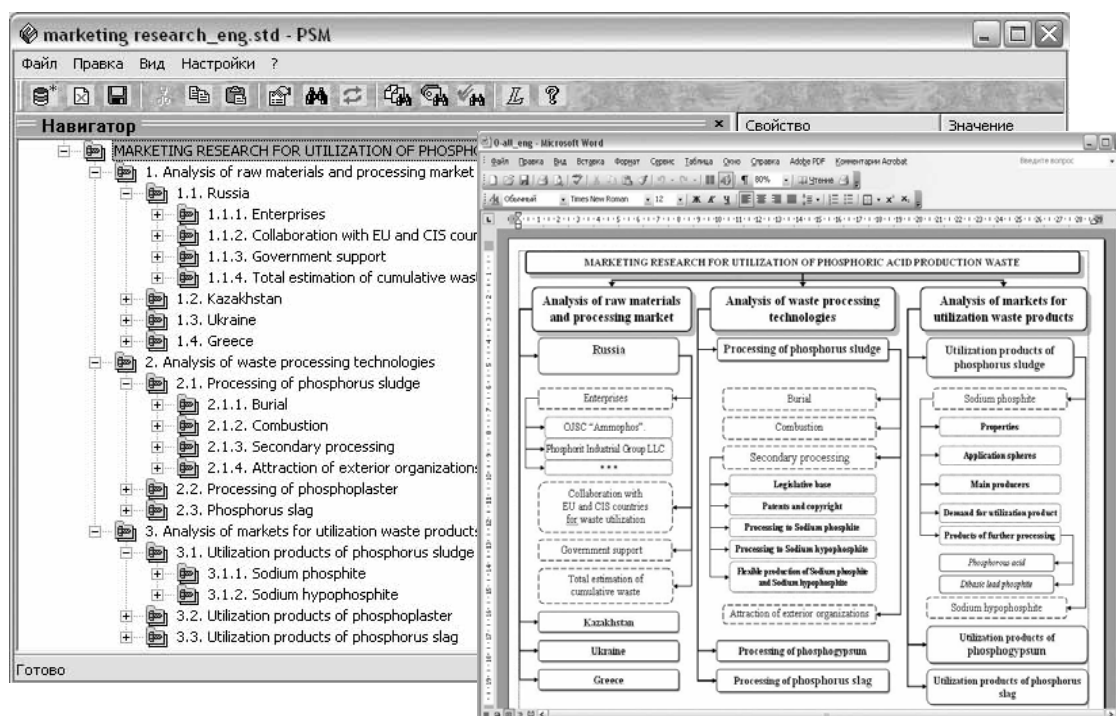 marketing research_eng.std - PSM
Файл Правка Вид Настройки ?
Навигатор
Свойство Значение
MARKETING RESEARCH FOR UTILIZATION OF PHOSPH
1. Analysis of raw materials and processing market
1.1. Russia
1.1.1. Enterprises
1.1.2. Collaboration with EU and CIS cour
1.1.3. Government support
1.1.4. Total estimation of cumulative wast
1.2. Kazakhstan
1.3. Ukraine
1.4. Greece
2. Analysis of waste processing technologies
2.1. Processing of phosphorus sludge
2.1.1. Burial
2.1.2. Combustion
2.1.3. Secondary processing
2.1.4. Attraction of exterior organizations
2.2. Processing of phosphoplaster
2.3. Phosphorus slag
3. Analysis of markets for utilization waste products
3.1. Utilization products of phosphorus sludge
3.1.1. Sodium phosphite
3.1.2. Sodium hypophosphite
3.2. Utilization products of phosphoplaster
3.3. Utilization products of phosphorus slag
Готово
0-all_eng - Microsoft Word
Файл Правка Вид Вставка Формат Сервис Таблица Окно Справка Adobe PDF Комментарии Acrobat
Введите вопрос
80% Чтение
Обычный Times New Roman 12 Ж К Ч
MARKETING RESEARCH FOR UTILIZATION OF PHOSPHORIC ACID PRODUCTION WASTE
Analysis of raw materials
and processing market
Russia
Enterprises
OJSC "Ammophos".
Phosphorit Industrial Group LLC
* * *
Collaboration with
EU and CIS countries
for waste utilization
Government support
Total estimation of
cumulative waste
Kazakhstan
Ukraine
Greece
Analysis of waste processing
technologies
Processing of phosphorus sludge
Burial
Combustion
Secondary processing
Legislative base
Patents and copyright
Processing to Sodium phosphite
Processing to Sodium hypophosphite
Flexible production of Sodium phosphite
and Sodium hypophosphite
Attraction of exterior organizations
Processing of phosphogypsum
Processing of phosphorus slag
Analysis of markets for
utilization waste products
Utilization products of
phosphorus sludge
Sodium phosphite
Properties
Application spheres
Main producers
Demand for utilization product
Products of further processing
Phosphorous acid
Dibasic lead phosphite
Sodium hypophosphite
Utilization products of
phosphogypsum
Utilization products of phosphorus
slag